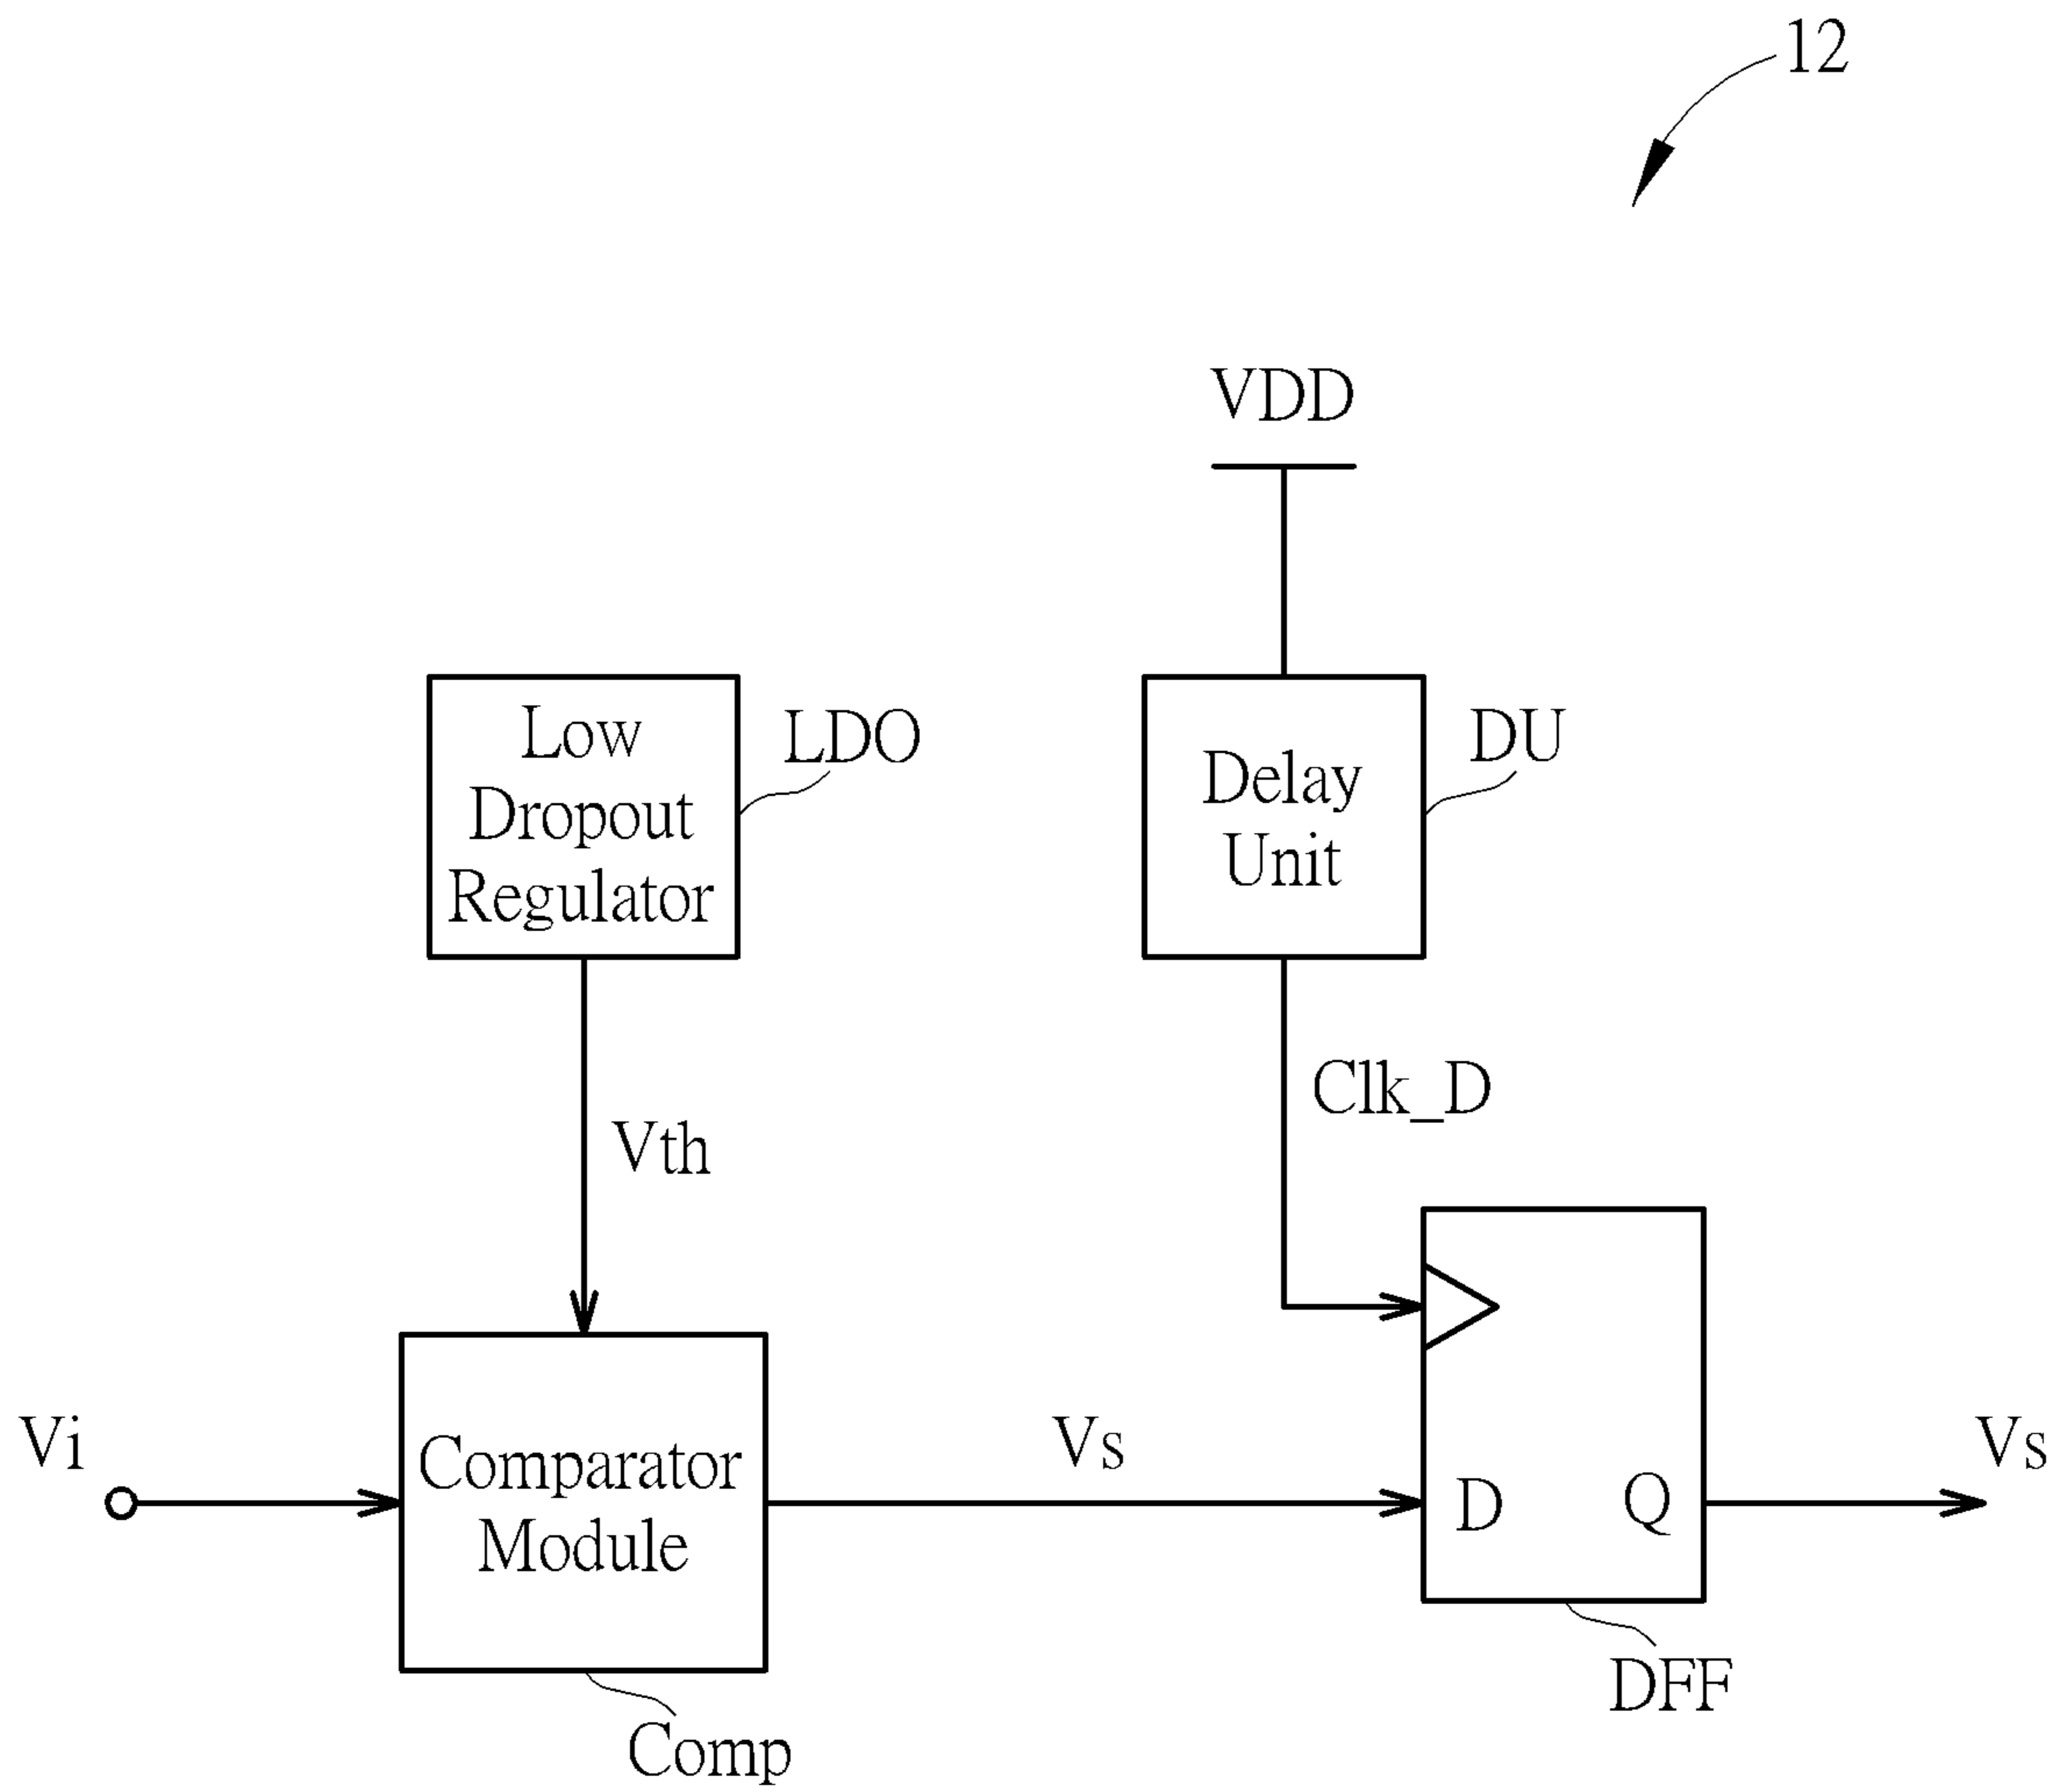 12
VDD
Low
Dropout
Regulator
LDO
Delay
Unit
DU
Vth
Clk_D
Vi
Comparator
Module
Vs
D
Q
Vs
Comp
DFF